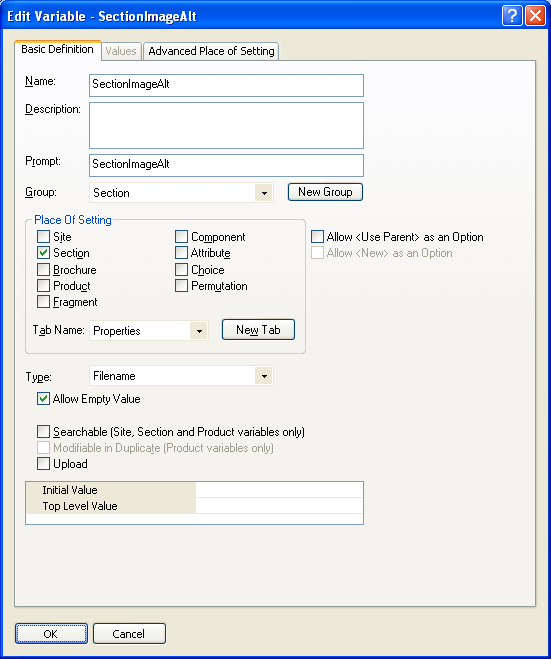 Edit Variable - SectionImageAlt
Basic Definition Values Advanced Place of Setting
Name: SectionImageAlt
Description:
Prompt: SectionImageAlt
Group: Section New Group
Place Of Setting
Site Component Allow <Use Parent> as an Option
Section Attribute Allow <New> as an Option
Brochure Choice
Product Permutation
Fragment
Tab Name: Properties New Tab
Type: Filename
Allow Empty Value
Searchable (Site, Section and Product variables only)
Modifiable in Duplicate (Product variables only)
Upload
Initial Value
Top Level Value
OK Cancel